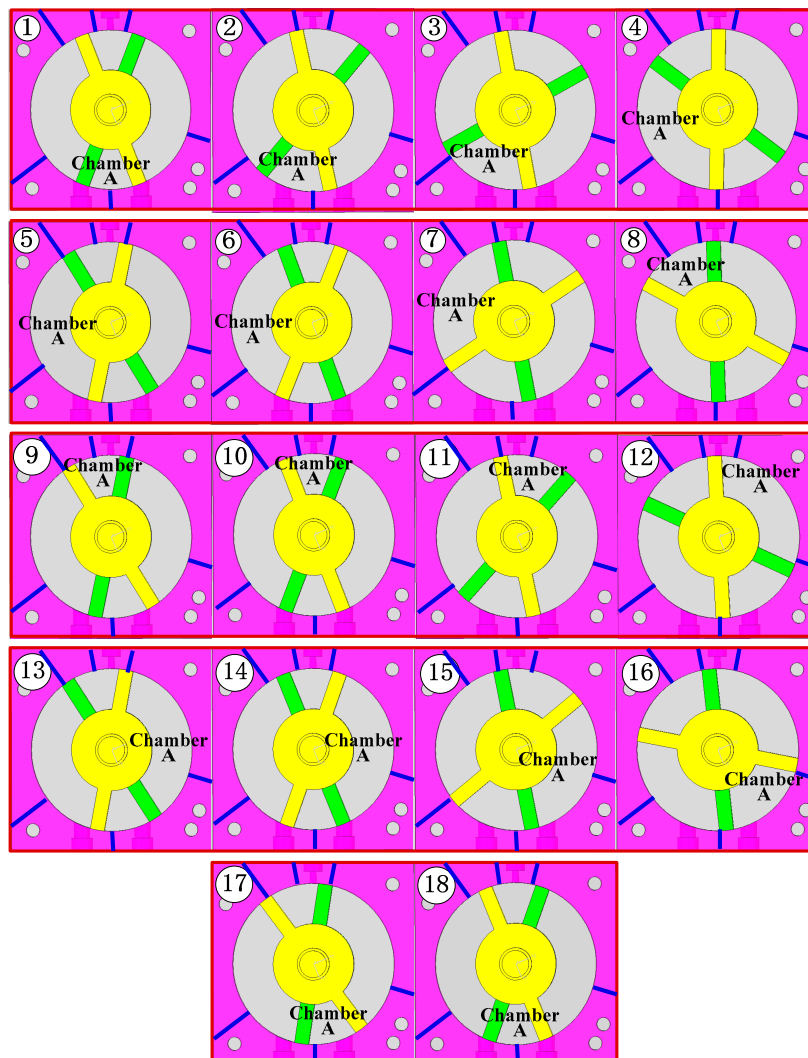 ① ② ③ ④
Chamber
A
Chamber
A
Chamber
A
Chamber
A
⑤ ⑥ ⑦ ⑧
Chamber
A
Chamber
A
Chamber
A
Chamber
A
⑨ ⑩ ⑪ ⑫
Chamber
A
Chamber
A
Chamber
A
Chamber
A
⑬ ⑭ ⑮ ⑯
Chamber
A
Chamber
A
Chamber
A
Chamber
A
⑰ ⑱
Chamber
A
Chamber
A